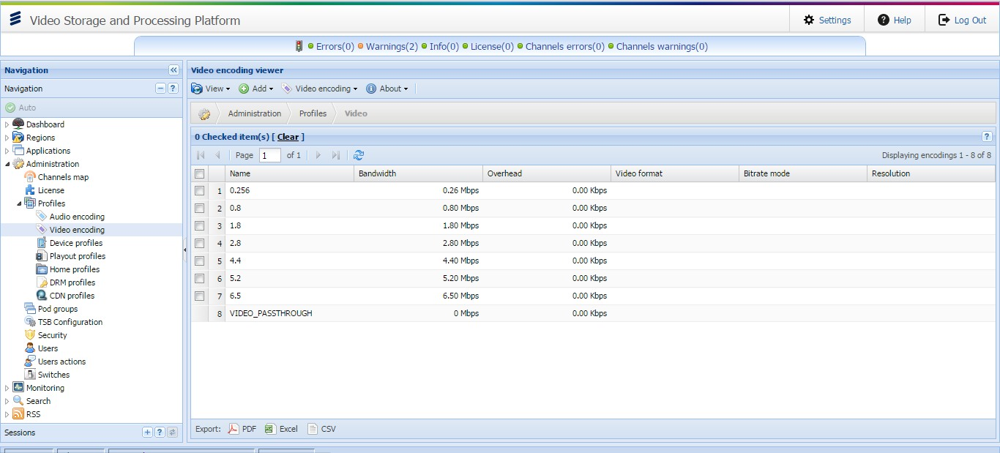 Video Storage and Processing Platform
Settings
Help
Log Out
Errors(0) Warnings(2) Info(0) License(0) Channels errors(0) Channels warnings(0)
Navigation
Navigation
Auto
Dashboard
Regions
Applications
Administration
Channels map
License
Profiles
Audio encoding
Video encoding
Device profiles
Playout profiles
Home profiles
DRM profiles
CDN profiles
Pod groups
TSB Configuration
Security
Users
Users actions
Switches
Monitoring
Search
RSS
Sessions
Video encoding viewer
View Add Video encoding About
Administration Profiles Video
0 Checked item(s) [ Clear ]
Page 1 of 1 Displaying encodings 1 - 8 of 8
Name Bandwidth Overhead Video format Bitrate mode Resolution
1 0.256 0.26 Mbps 0.00 Kbps
2 0.8 0.80 Mbps 0.00 Kbps
3 1.8 1.80 Mbps 0.00 Kbps
4 2.8 2.80 Mbps 0.00 Kbps
5 4.4 4.40 Mbps 0.00 Kbps
6 5.2 5.20 Mbps 0.00 Kbps
7 6.5 6.50 Mbps 0.00 Kbps
8 VIDEO_PASSTHROUGH 0 Mbps 0.00 Kbps
Export: PDF Excel CSV